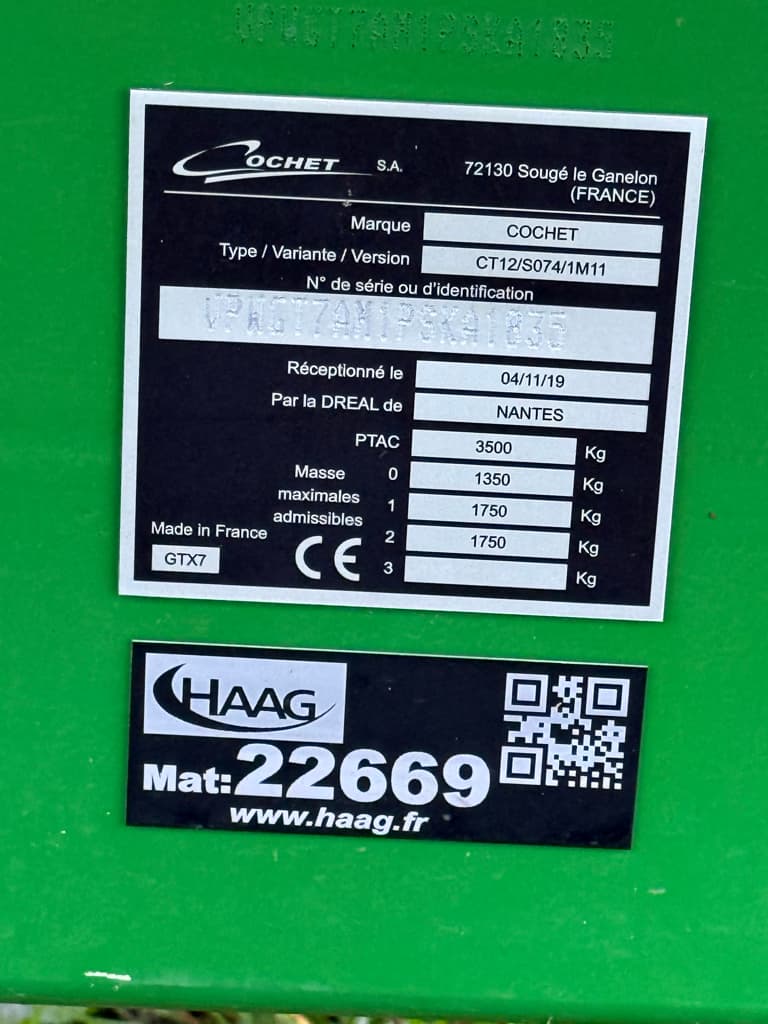 VPWGT7AM1PSKA1035
COCHET S.A.
72130 Sougé le Ganelon
(FRANCE)
Marque COCHET
Type / Variante / Version CT12/S074/1M11
N° de série ou d'identification
VPWGT7AM1PSKA1035
Réceptionné le 04/11/19
Par la DREAL de NANTES
PTAC 3500 Kg
Masse maximales admissibles
0 1350 Kg
1 1750 Kg
2 1750 Kg
3 Kg
Made in France
GTX7
CE
HAAG
Mat:22669
www.haag.fr